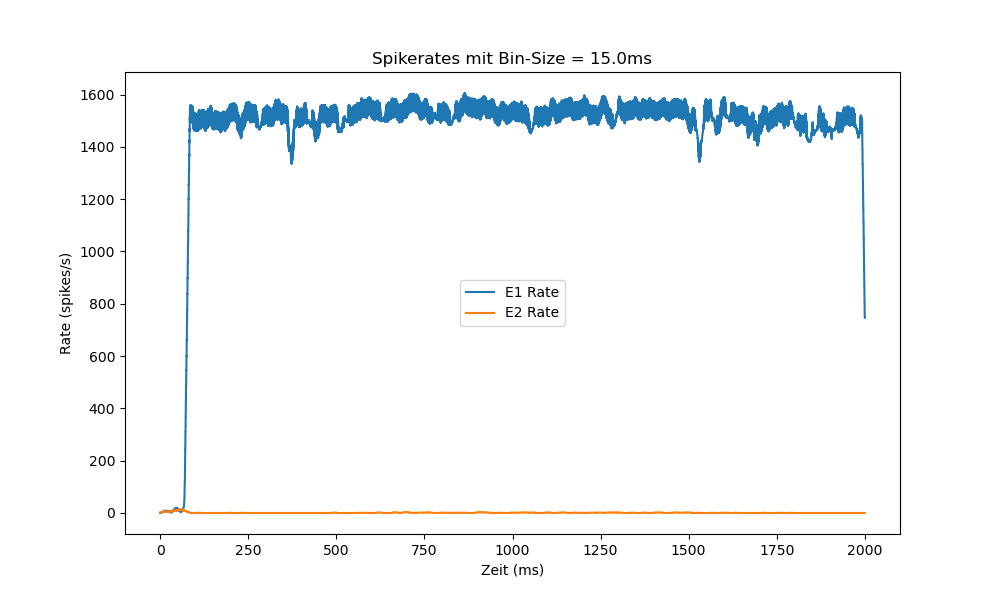 Spikerates mit Bin-Size = 15.0ms
1600
1400
1200
1000
800
600
400
200
0
Rate (spikes/s)
E1 Rate
E2 Rate
0 250 500 750 1000 1250 1500 1750 2000
Zeit (ms)